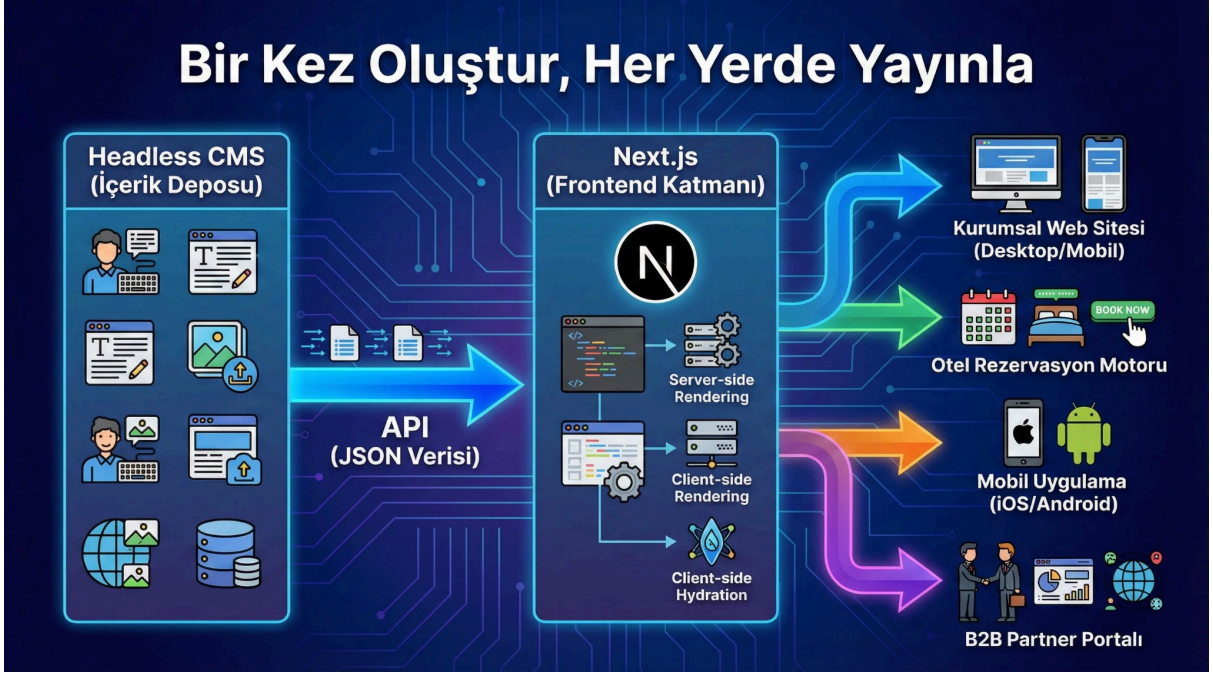 Bir Kez Oluştur, Her Yerde Yayınla
Headless CMS
(İçerik Deposu)
T
T
API
(JSON Verisi)
Next.js
(Frontend Katmanı)
N
</>
</>
Server-side
Rendering
Client-side
Rendering
Client-side
Hydration
Kurumsal Web Sitesi
(Desktop/Mobil)
BOOK NOW
Otel Rezervasyon Motoru
Mobil Uygulama
(iOS/Android)
B2B Partner Portalı